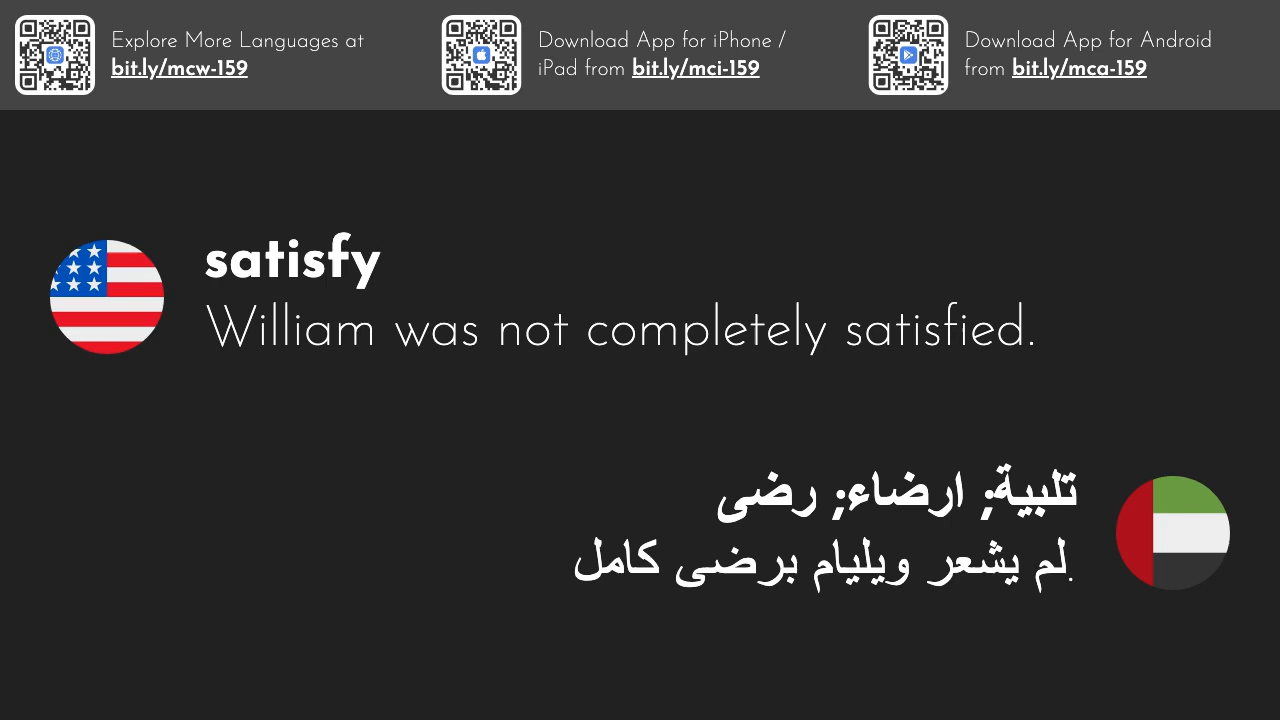 Explore More Languages at
bit.ly/mcw-159
Download App for iPhone /
iPad from bit.ly/mci-159
Download App for Android
from bit.ly/mca-159
satisfy
William was not completely satisfied.
تلبية; ارضاء; رضى
لم يشعر ويليام برضى كامل.